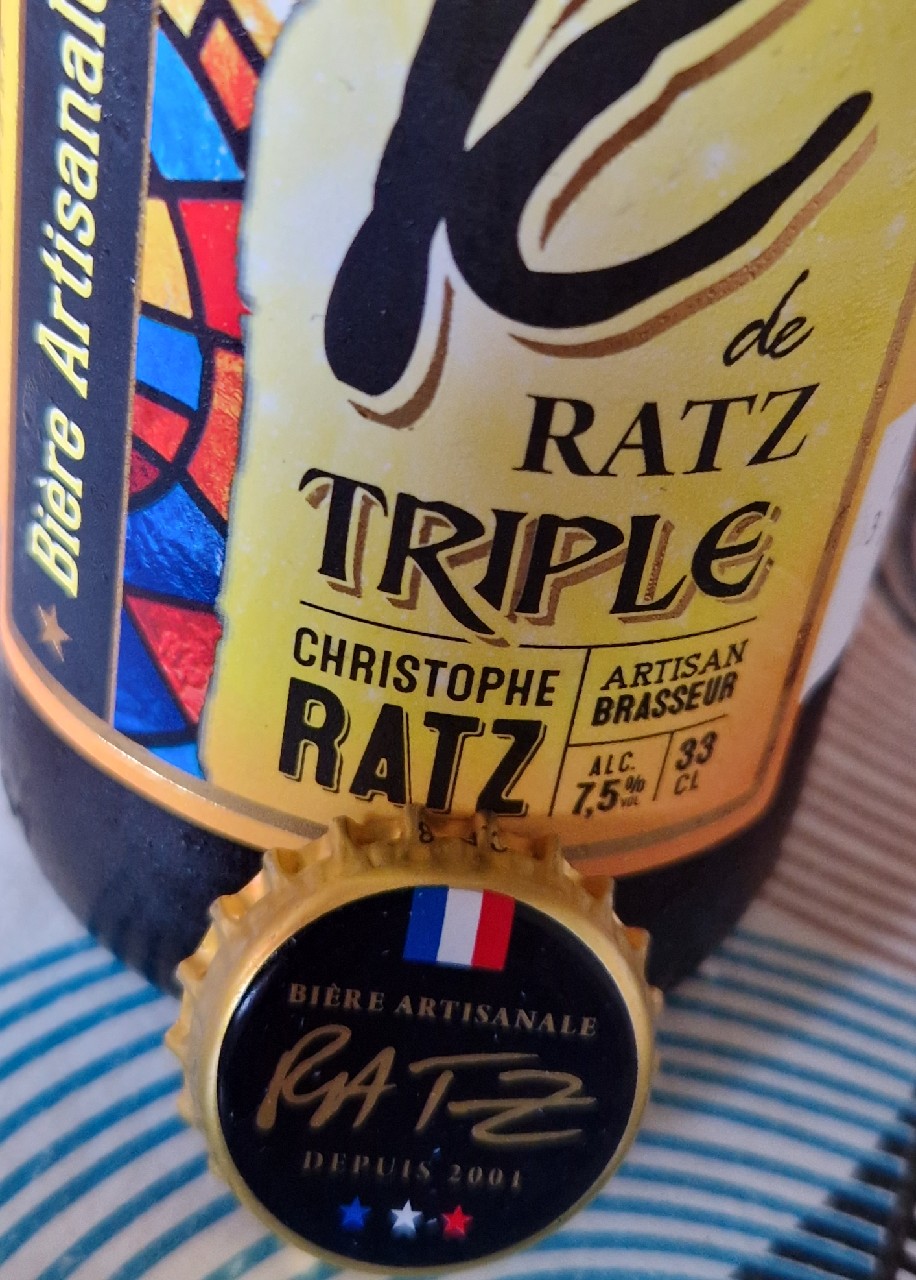 Bière Artisanale
K
de
RATZ
TRIPLE
CHRISTOPHE
RATZ
ARTISAN
BRASSEUR
ALC.
7,5% VOL
33
CL
BIÈRE ARTISANALE
RATZ
DEPUIS 2001